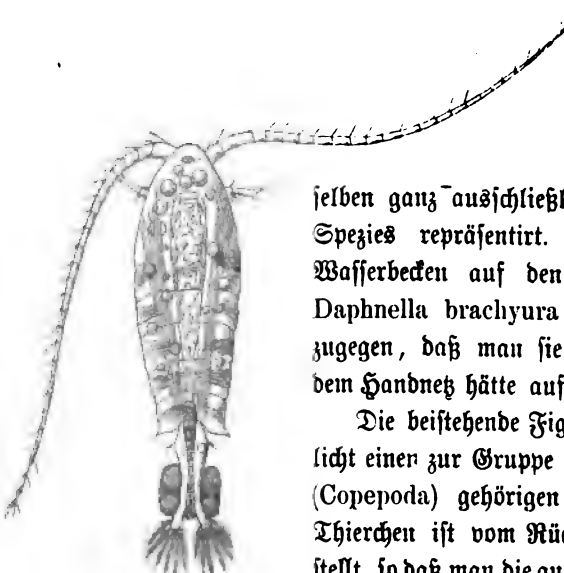 selben ganz ausschließl
Spezies repräsentirt.
Wasserbecken auf den
Daphnella brachyura
zugegen, daß man sie
dem Handnetz hätte auf
Die beistehende Fig
licht einen zur Gruppe
(Copepoda) gehörigen
Thierchen ist vom Rü
stellt, so daß man die au